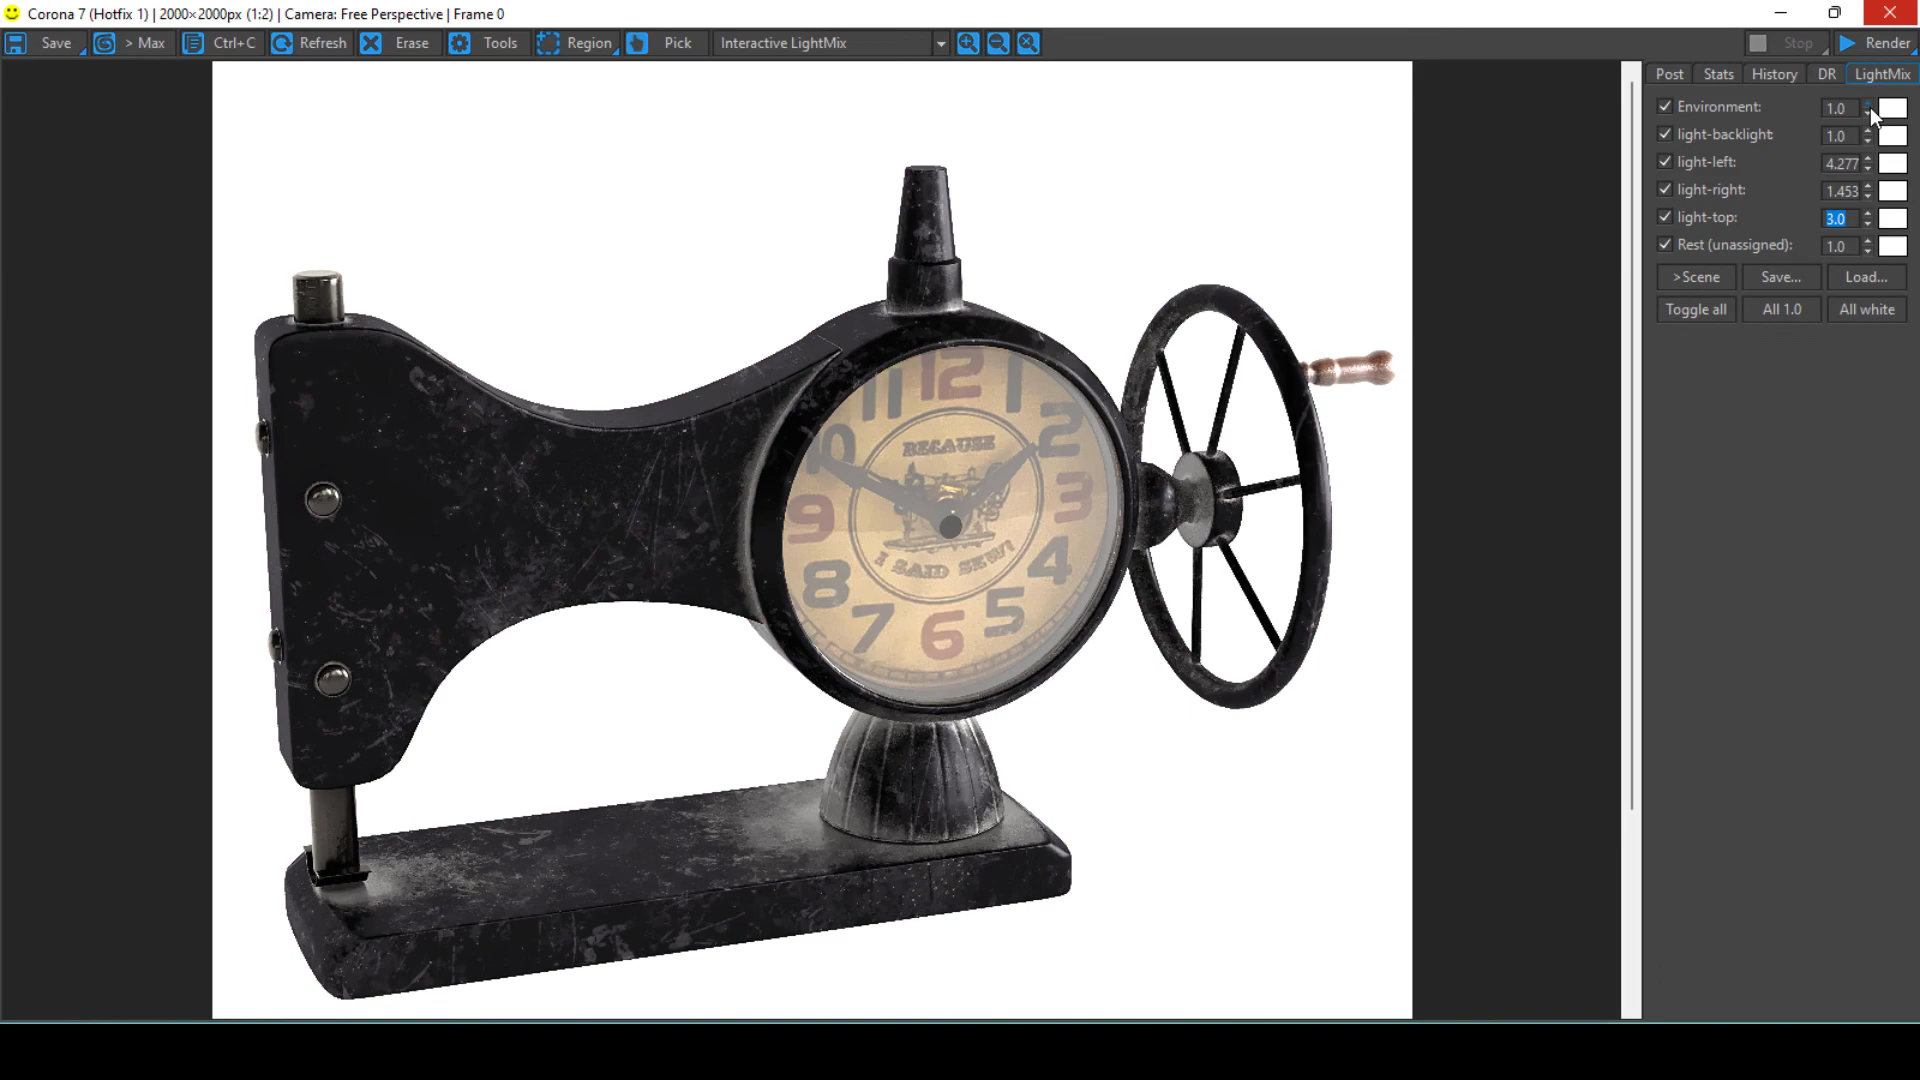 Corona 7 (Hotfix 1) | 2000×2000px (1:2) | Camera: Free Perspective | Frame 0
Save > Max Ctrl+C Refresh Erase Tools Region Pick Interactive LightMix Stop Render
Post Stats History DR LightMix
Environment: 1.0
light-backlight 1.0
light-left: 4.277
light-right: 1.453
light-top: 3.0
Rest (unassigned): 1.0
>Scene Save... Load...
Toggle all All 1.0 All white
12
11 1
10 2
BECAUSE
9 3
I SAID SEW!
8 4
7 5
6